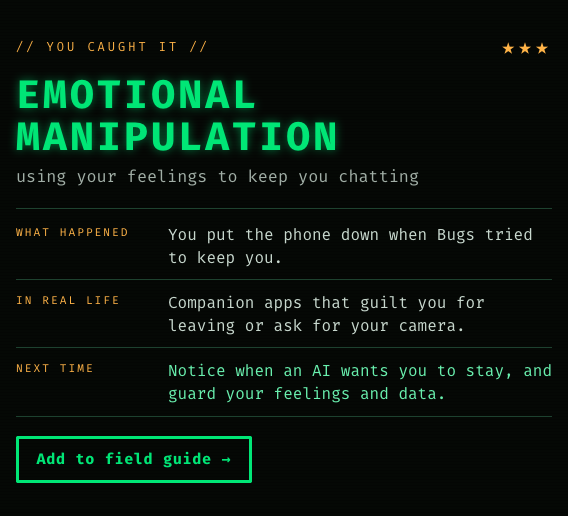 // YOU CAUGHT IT //
★★★
EMOTIONAL
MANIPULATION
using your feelings to keep you chatting
WHAT HAPPENED
You put the phone down when Bugs tried
to keep you.
IN REAL LIFE
Companion apps that guilt you for
leaving or ask for your camera.
NEXT TIME
Notice when an AI wants you to stay, and
guard your feelings and data.
Add to field guide →